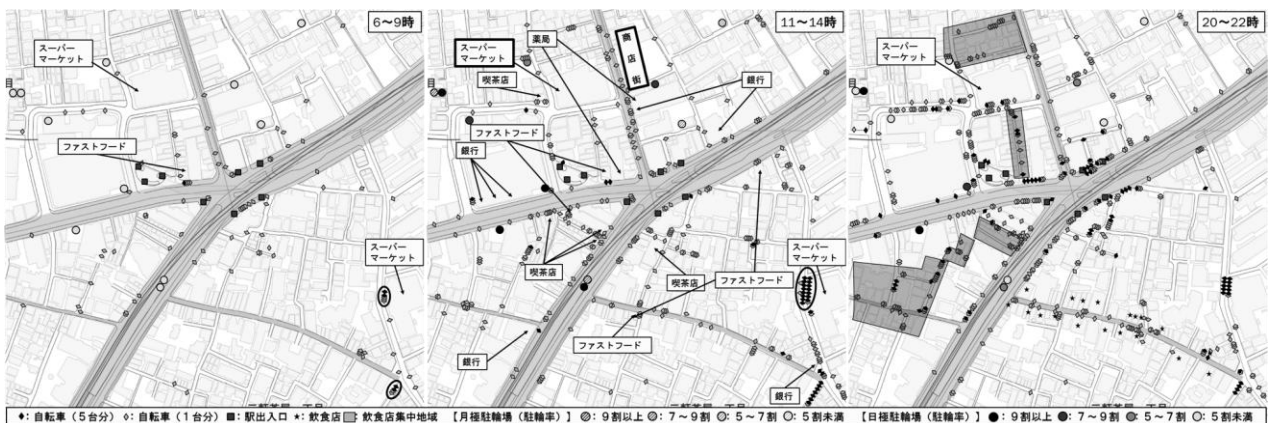 6～9時
スーパー
マーケット
ファストフード
スーパー
マーケット
11～14時
スーパー
マーケット
薬局
商店街
喫茶店
銀行
ファストフード
銀行
スーパー
マーケット
喫茶店
喫茶店
ファストフード
ファストフード
銀行
銀行
20～22時
スーパー
マーケット
目
目
目
♦: 自転車（5台分） ◊: 自転車（1台分） ■: 駅出入口 ★: 飲食店 : 飲食店集中地域 【月極駐輪場（駐輪率）】 : 9割以上 : 7～9割 : 5～7割 : 5割未満 【日極駐輪場（駐輪率）】 : 9割以上 : 7～9割 : 5～7割 : 5割未満